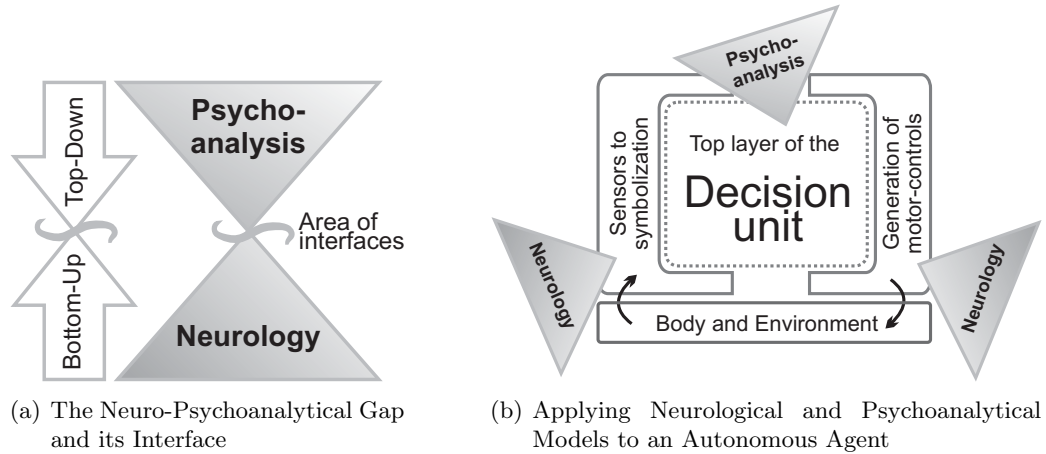 Top-Down
Bottom-Up
Psycho-
analysis
Area of
interfaces
Neurology
(a) The Neuro-Psychoanalytical Gap
and its Interface
Psycho-
analysis
Sensors to
symbolization
Top layer of the
Decision
unit
Generation of
motor-controls
Neurology
Neurology
Body and Environment
(b) Applying Neurological and Psychoanalytical
Models to an Autonomous Agent